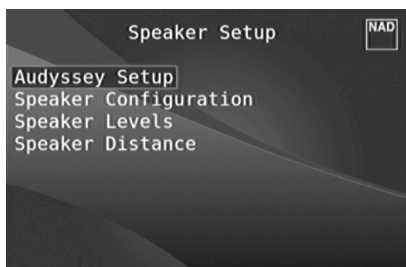 Speaker Setup
NAD
Audyssey Setup
Speaker Configuration
Speaker Levels
Speaker Distance